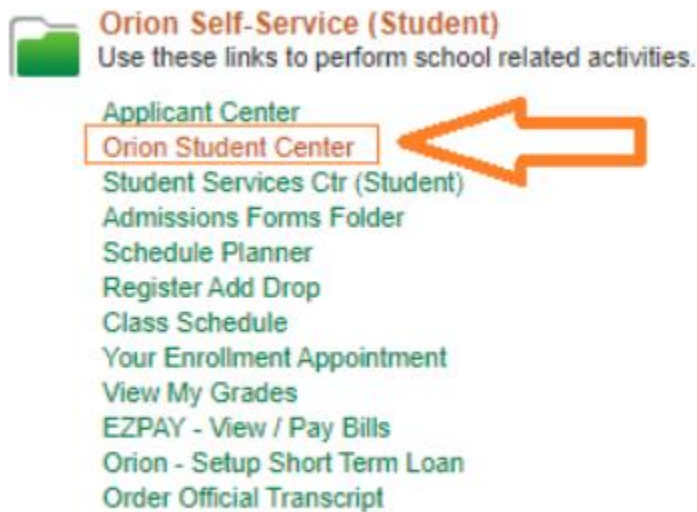 Orion Self-Service (Student)
Use these links to perform school related activities.
Applicant Center
Orion Student Center
Student Services Ctr (Student)
Admissions Forms Folder
Schedule Planner
Register Add Drop
Class Schedule
Your Enrollment Appointment
View My Grades
EZPAY - View / Pay Bills
Orion - Setup Short Term Loan
Order Official Transcript